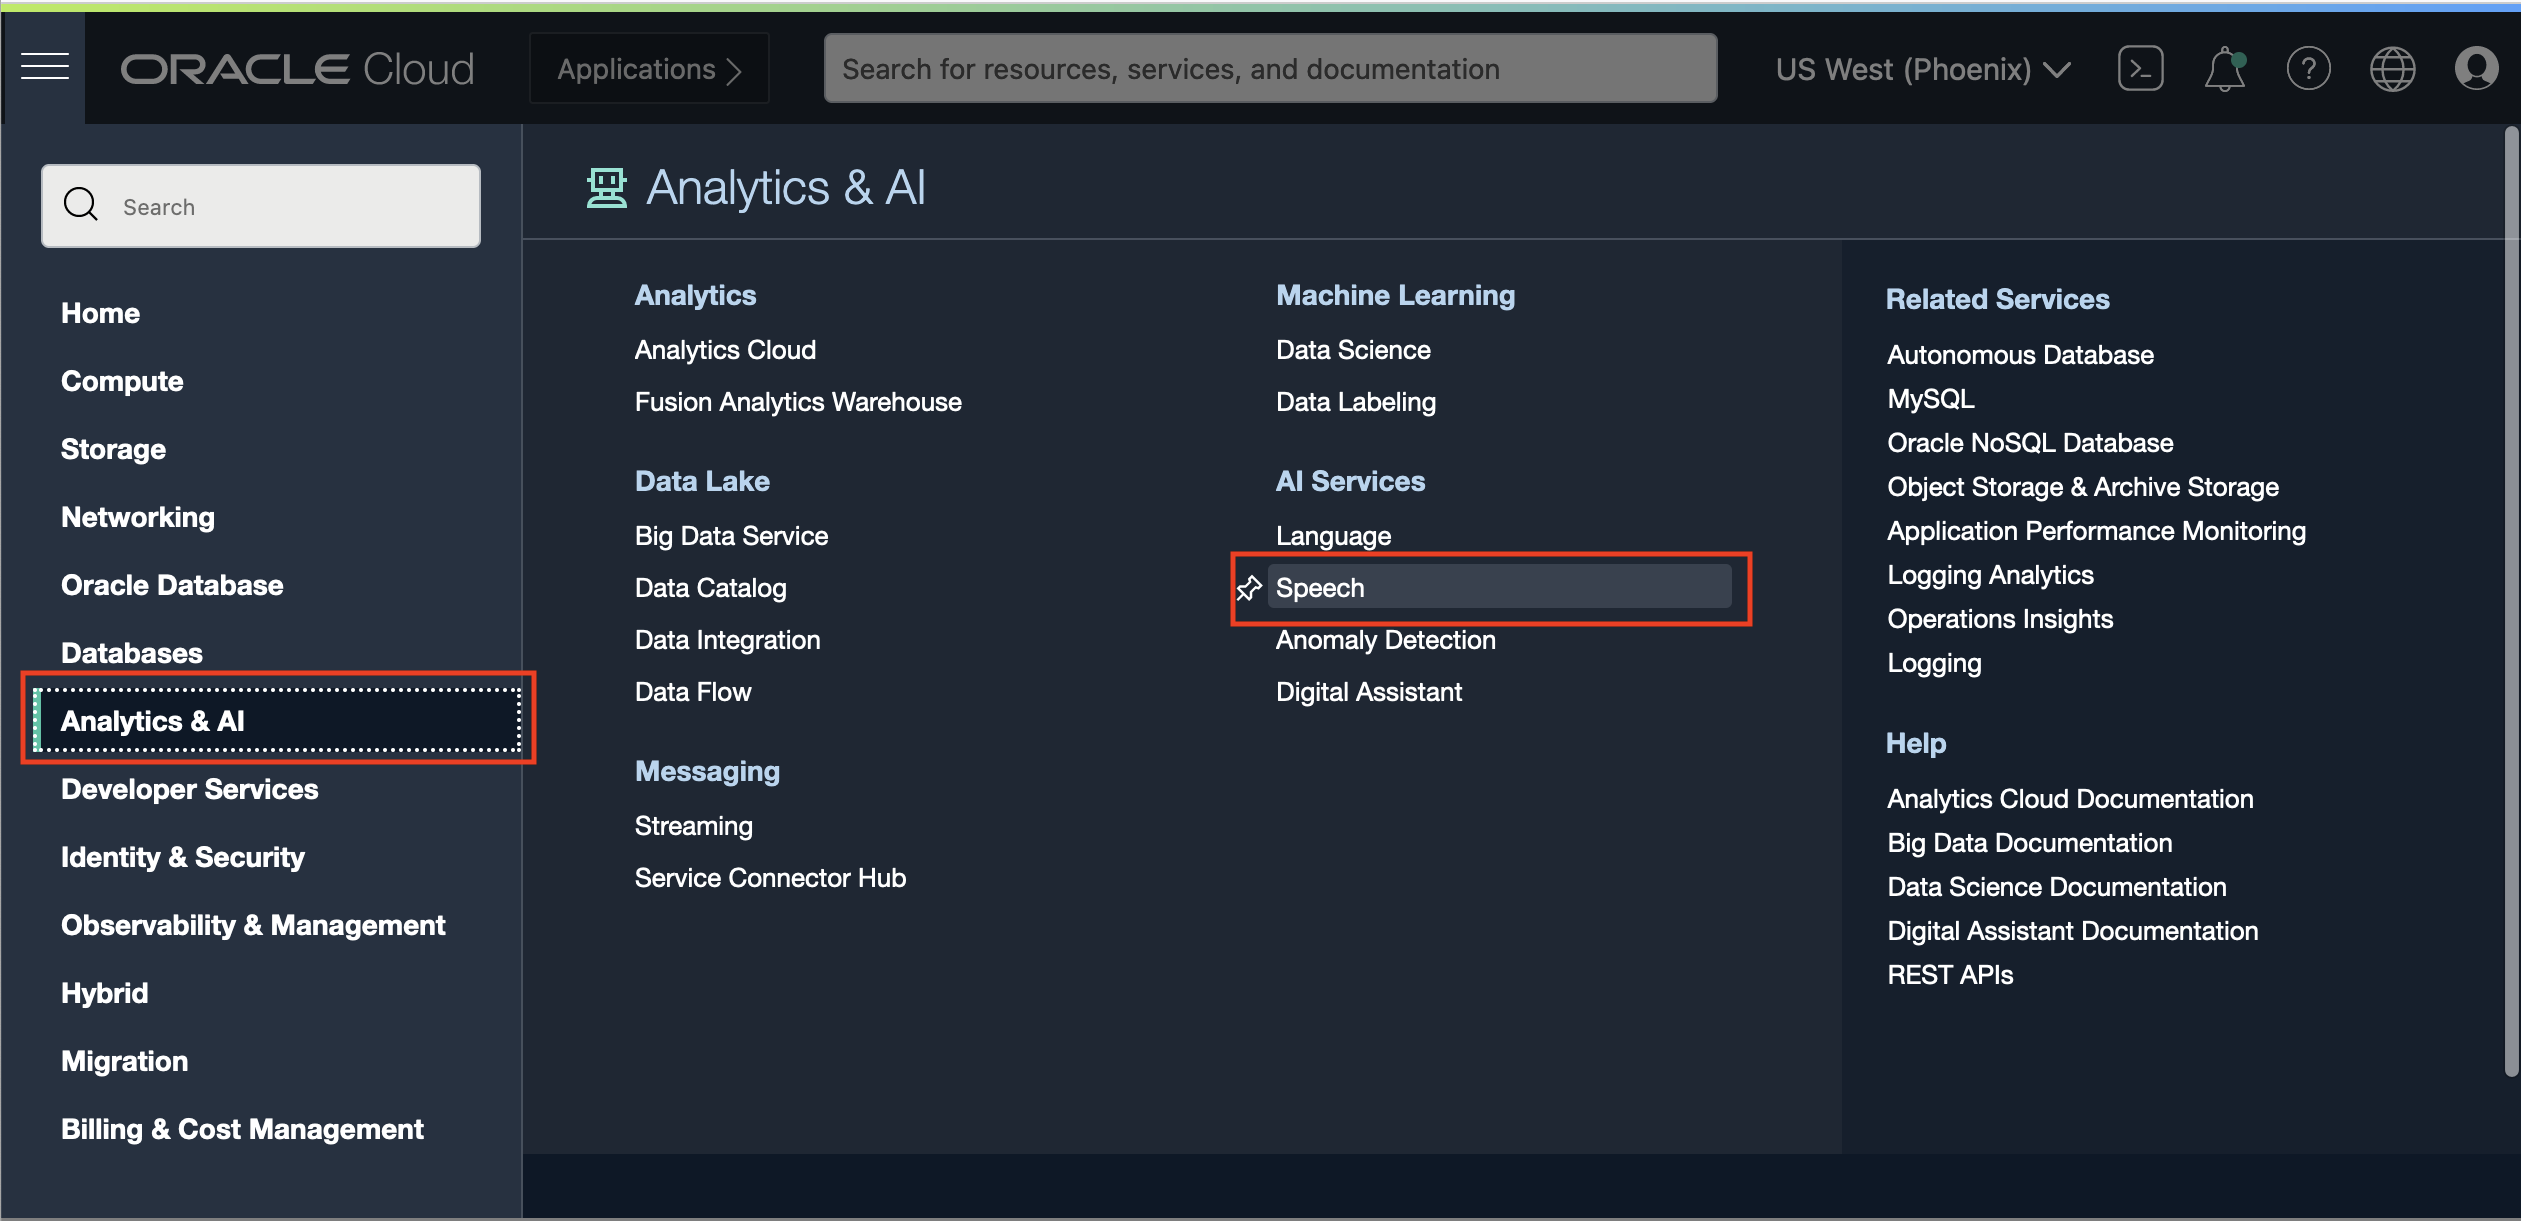 ORACLE Cloud
Applications
Search for resources, services, and documentation
US West (Phoenix)
Search
Home
Compute
Storage
Networking
Oracle Database
Databases
Analytics & AI
Developer Services
Identity & Security
Observability & Management
Hybrid
Migration
Billing & Cost Management
Analytics & AI
Analytics
Analytics Cloud
Fusion Analytics Warehouse
Data Lake
Big Data Service
Data Catalog
Data Integration
Data Flow
Messaging
Streaming
Service Connector Hub
Machine Learning
Data Science
Data Labeling
AI Services
Language
Speech
Anomaly Detection
Digital Assistant
Related Services
Autonomous Database
MySQL
Oracle NoSQL Database
Object Storage & Archive Storage
Application Performance Monitoring
Logging Analytics
Operations Insights
Logging
Help
Analytics Cloud Documentation
Big Data Documentation
Data Science Documentation
Digital Assistant Documentation
REST APIs